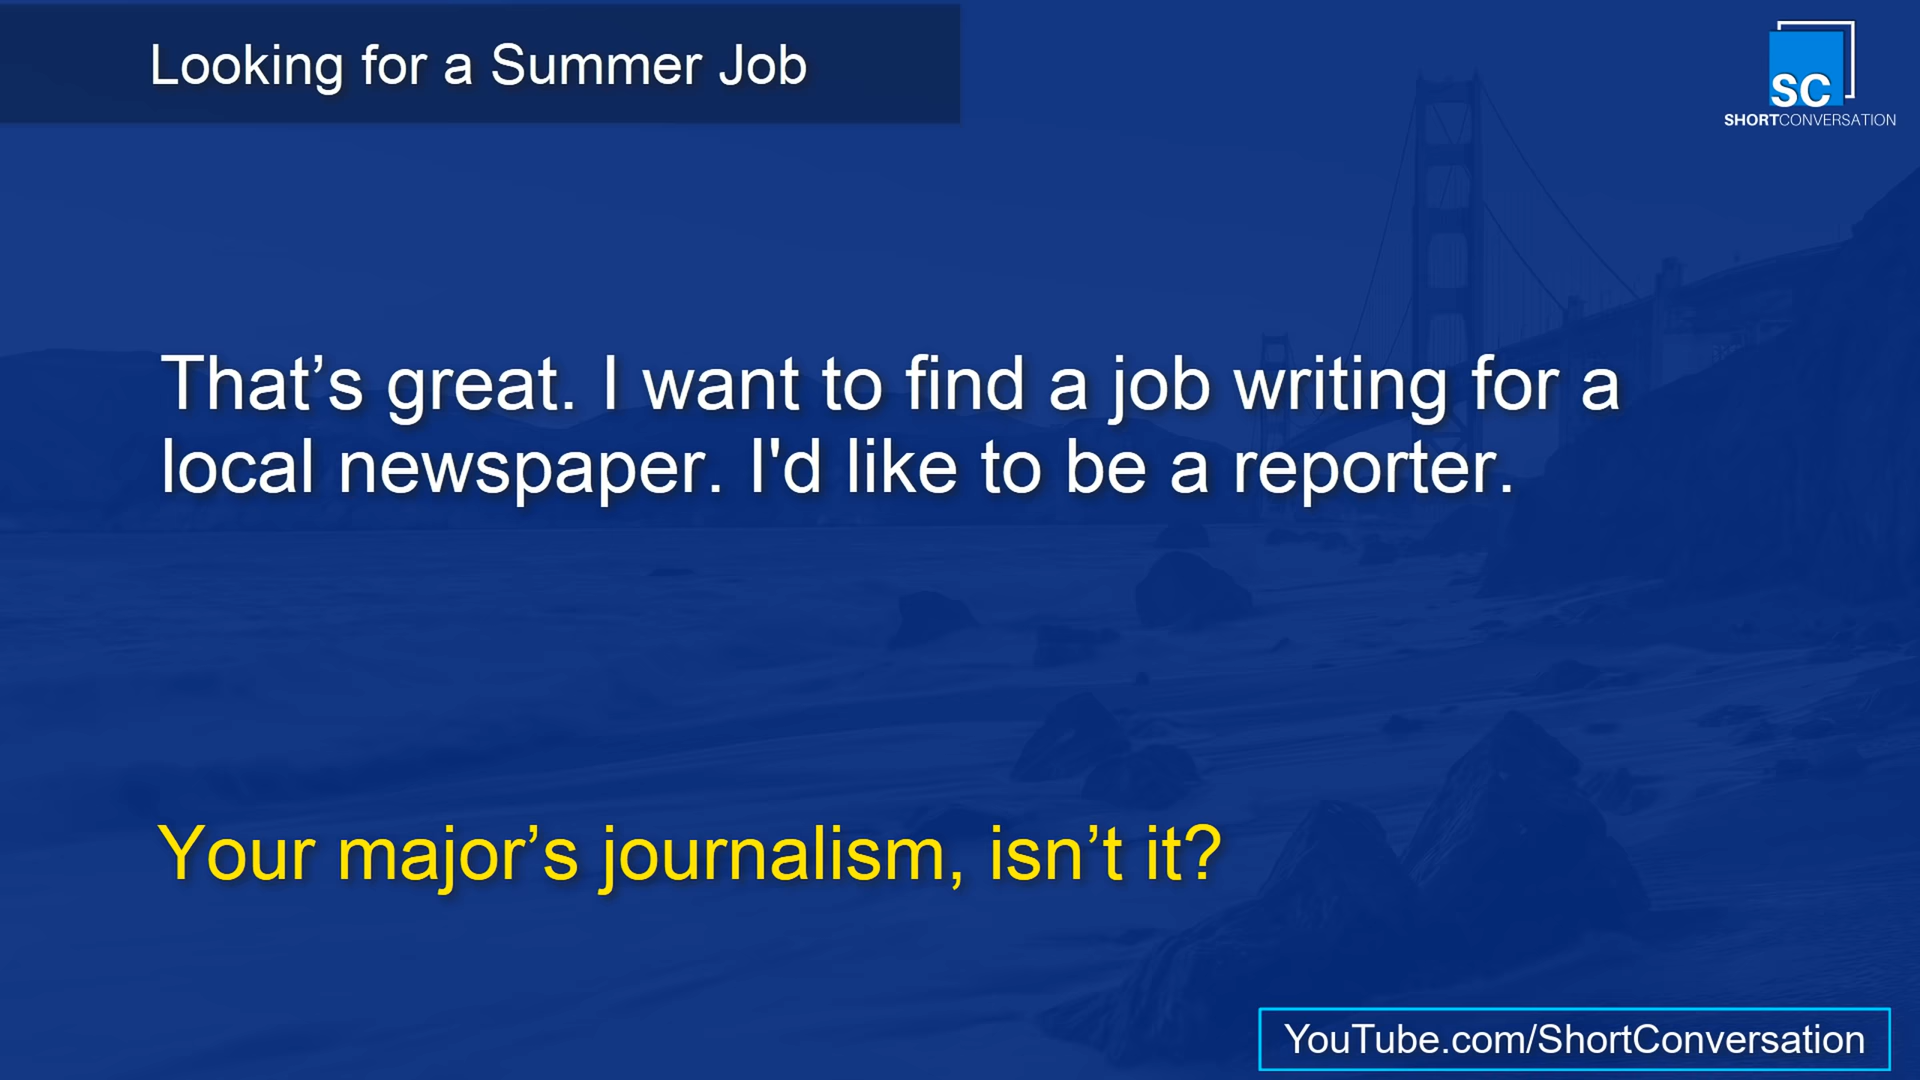 Looking for a Summer Job
SC
SHORTCONVERSATION
That’s great. I want to find a job writing for a
local newspaper. I'd like to be a reporter.
Your major’s journalism, isn’t it?
YouTube.com/ShortConversation